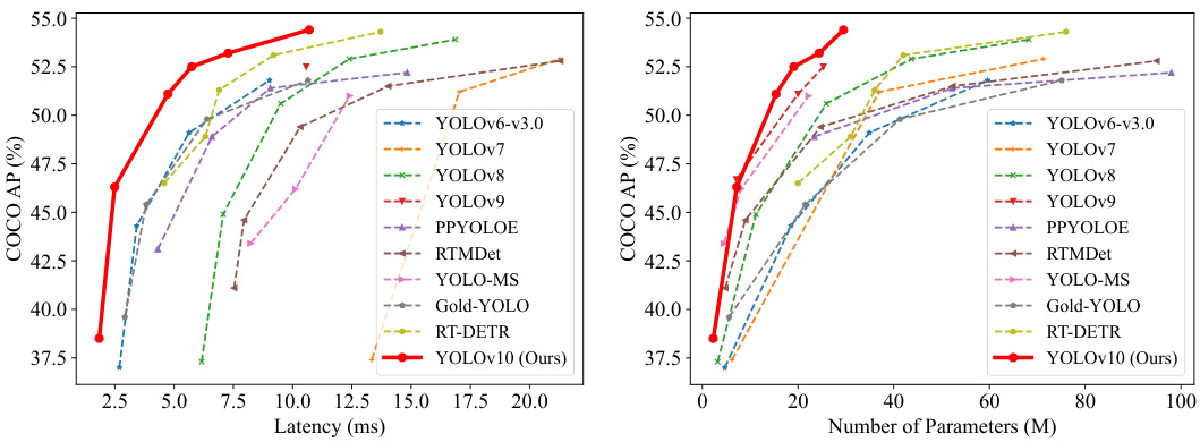 55.0
52.5
50.0
47.5
45.0
42.5
40.0
37.5
COCO AP (%)
2.5 5.0 7.5 10.0 12.5 15.0 17.5 20.0
Latency (ms)
YOLOv6-v3.0
YOLOv7
YOLOv8
YOLOv9
PPYOLOE
RTMDet
YOLO-MS
Gold-YOLO
RT-DETR
YOLOv10 (Ours)
55.0
52.5
50.0
47.5
45.0
42.5
40.0
37.5
COCO AP (%)
0 20 40 60 80 100
Number of Parameters (M)
YOLOv6-v3.0
YOLOv7
YOLOv8
YOLOv9
PPYOLOE
RTMDet
YOLO-MS
Gold-YOLO
RT-DETR
YOLOv10 (Ours)